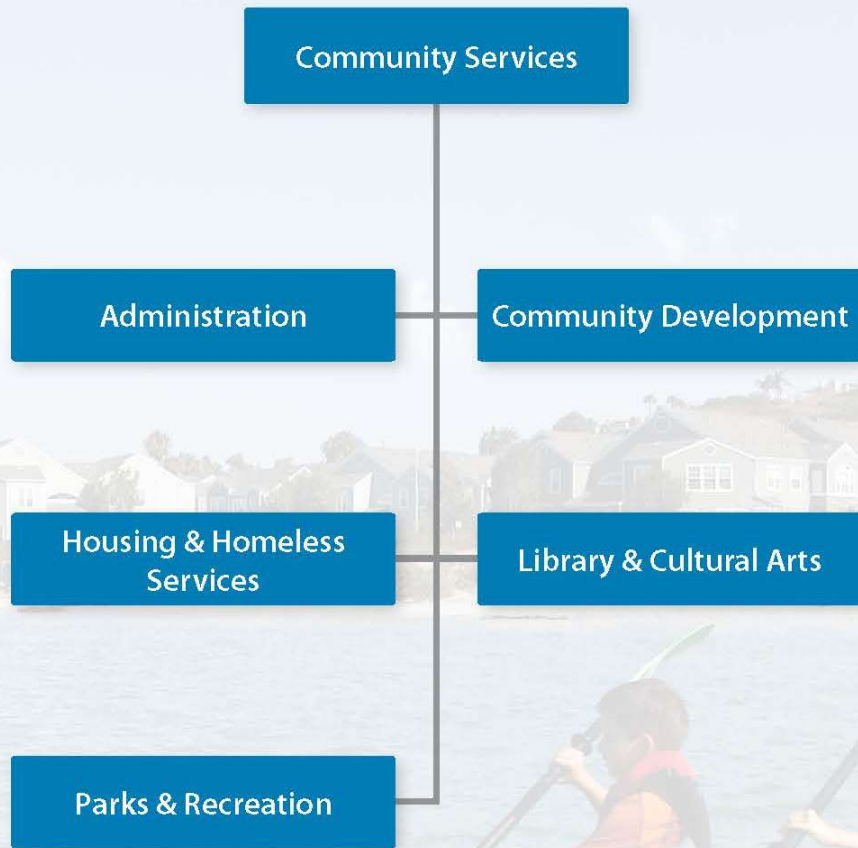 Community Services
Administration
Community Development
Housing & Homeless
Services
Library & Cultural Arts
Parks & Recreation